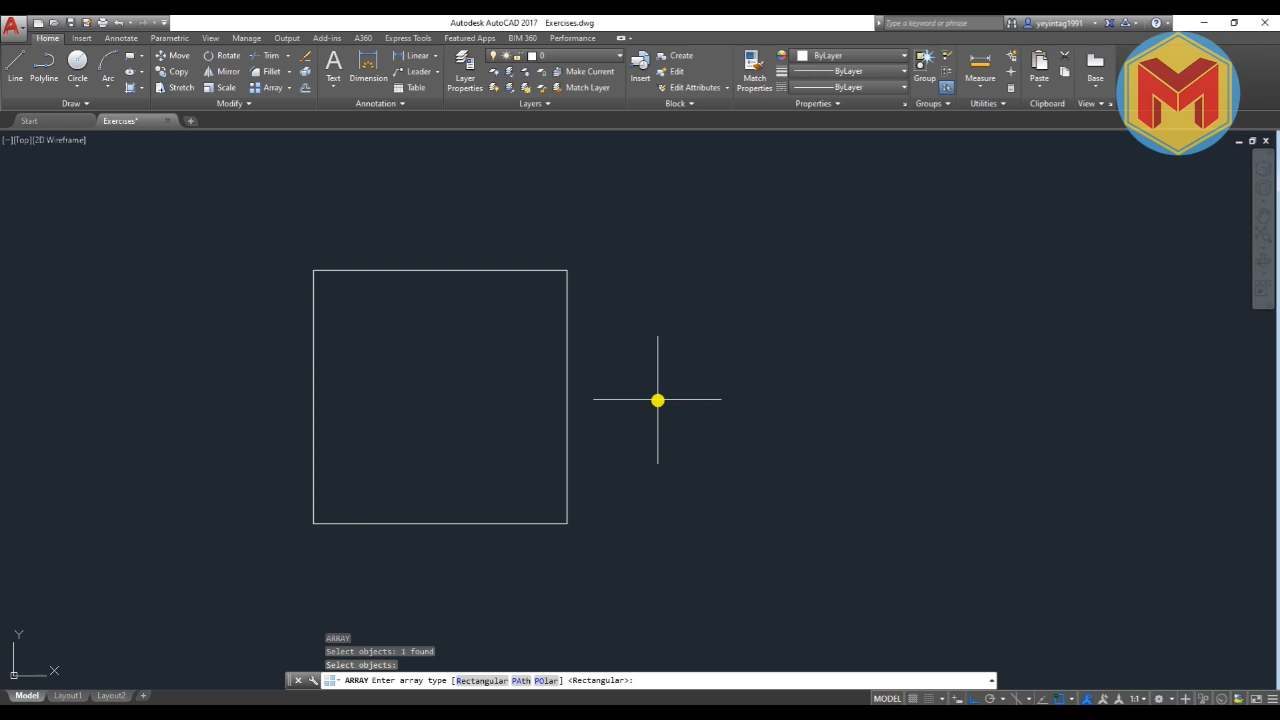 Autodesk AutoCAD 2017 Exercises.dwg
Type a keyword or phrase
yeyintag1991
Home Insert Annotate Parametric View Manage Output Add-ins A360 Express Tools Featured Apps BIM 360 Performance
Line Polyline Circle Arc
Move Rotate Trim
Copy Mirror Fillet
Stretch Scale Array
Text Dimension
Linear
Leader
Table
Layer Properties
0
Make Current
Match Layer
Insert
Create
Edit
Edit Attributes
Match Properties
ByLayer
ByLayer
ByLayer
Group Measure Paste Base
Draw Modify Annotation Layers Block Properties Groups Utilities Clipboard View
M
Start Exercises*
[−][Top][2D Wireframe]
Y
X
ARRAY
Select objects: 1 found
Select objects:
ARRAY Enter array type [Rectangular PAth POlar] <Rectangular>:
Model Layout1 Layout2
MODEL 1:1